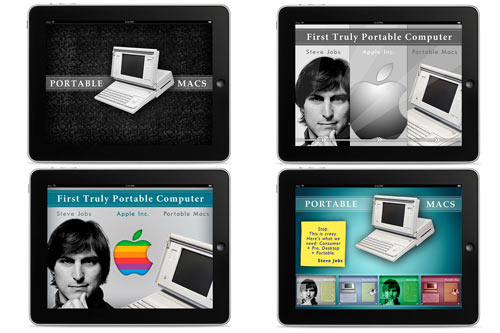 PORTABLE MACS
First Truly Portable Computer
Steve Jobs Apple Inc. Portable Macs
First Truly Portable Computer
Steve Jobs Apple Inc. Portable Macs
PORTABLE MACS
Stop.
This is crazy.
Here's what we
need: Consumer
+ Pro. Desktop
+ Portable.
Steve Jobs